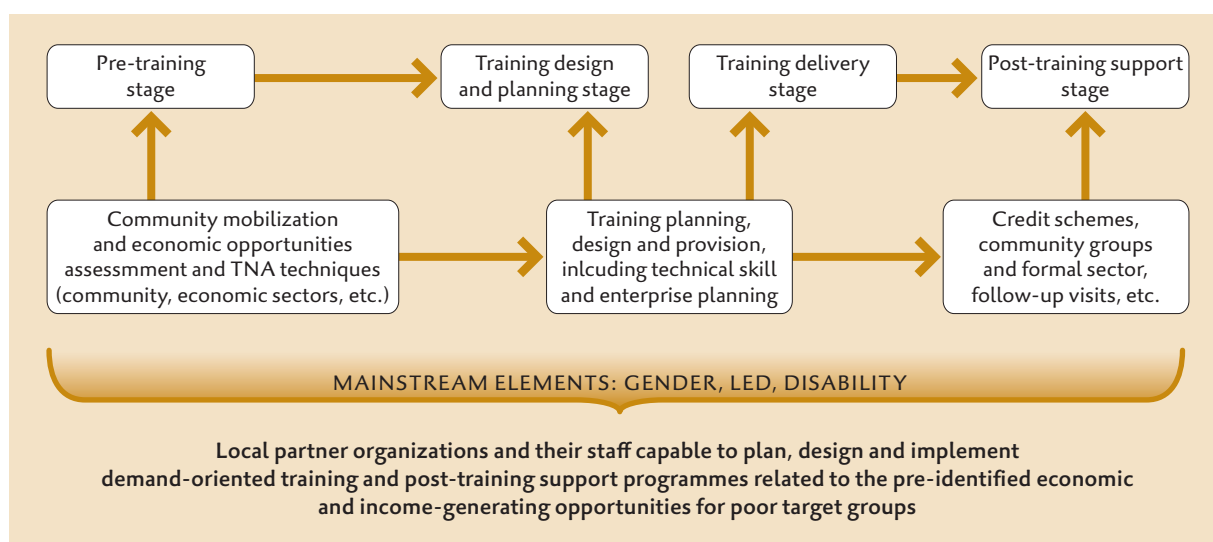 Pre-training
stage
Training design
and planning stage
Training delivery
stage
Post-training support
stage
Community mobilization
and economic opportunities
assessmment and TNA techniques
(community, economic sectors, etc.)
Training planning,
design and provision,
inlcuding technical skill
and enterprise planning
Credit schemes,
community groups
and formal sector,
follow-up visits, etc.
MAINSTREAM ELEMENTS: GENDER, LED, DISABILITY
Local partner organizations and their staff capable to plan, design and implement
demand-oriented training and post-training support programmes related to the pre-identified economic
and income-generating opportunities for poor target groups